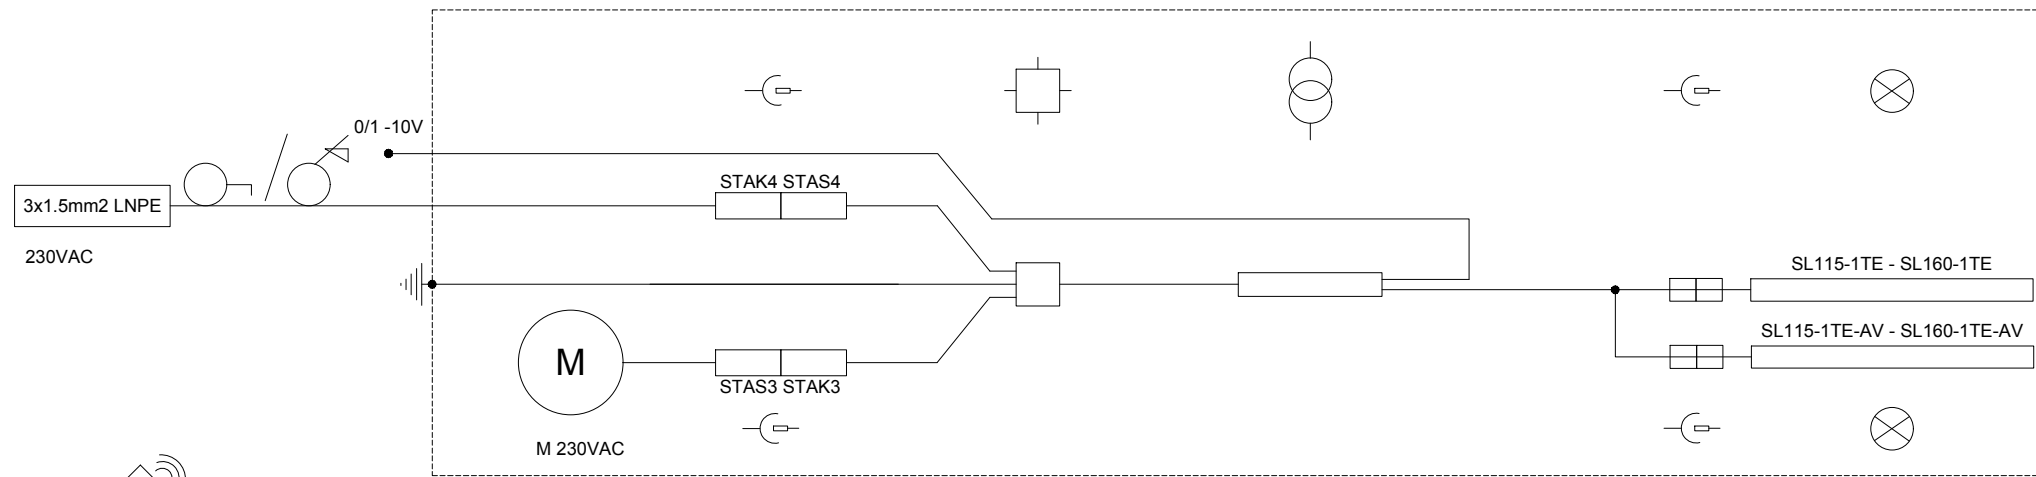 0/1 -10V
STAK4 STAS4
3x1.5mm2 LNPE
230VAC
SL115-1TE - SL160-1TE
SL115-1TE-AV - SL160-1TE-AV
M
STAS3 STAK3
M 230VAC